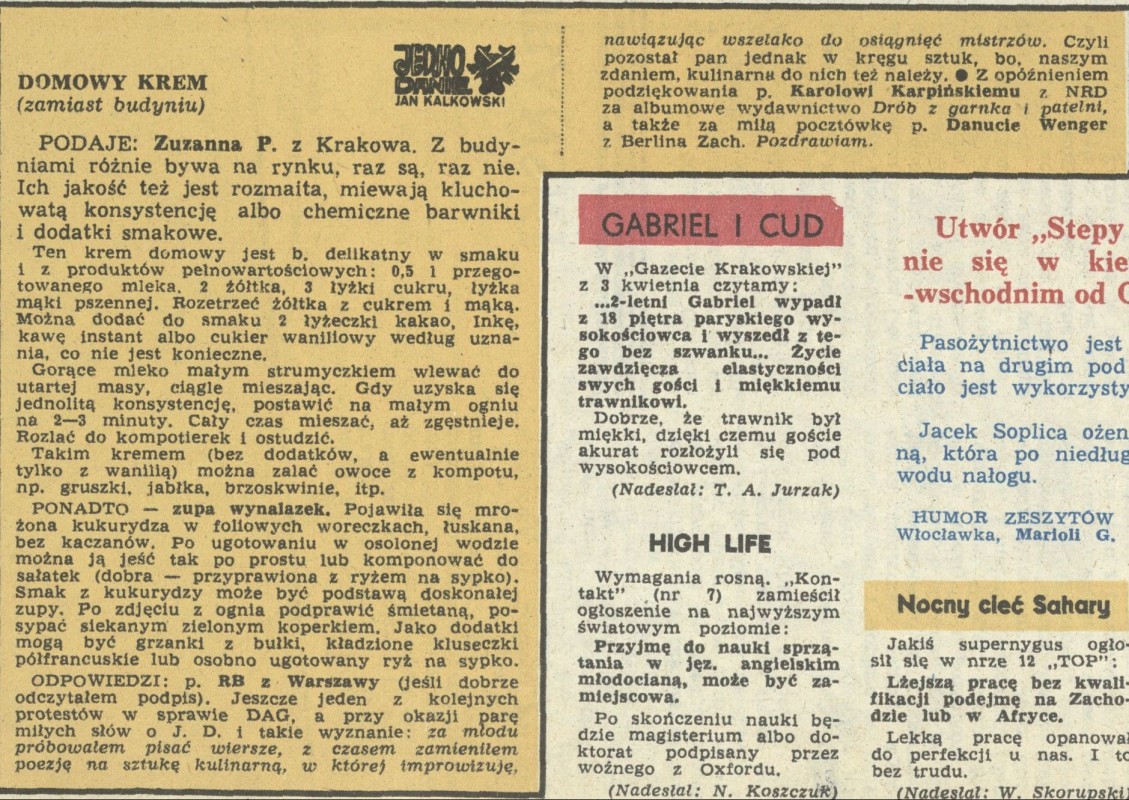 DOMOWY KREM
(zamiast budyniu)
JEDNO
DANIE
JAN KALKOWSKI
PODAJE: Zuzanna P. z Krakowa. Z budy-
niami różnie bywa na rynku, raz są, raz nie.
Ich jakość też jest rozmaita, miewają klucho-
watą konsystencję albo chemiczne barwniki
i dodatki smakowe.
Ten krem domowy jest b. delikatny w smaku
i z produktów pełnowartościowych: 0,5 l przego-
towanego mleka, 2 żółtka, 3 łyżki cukru, łyżka
mąki pszennej. Rozetrzeć żółtka z cukrem i mąką.
Można dodać do smaku 2 łyżeczki kakao, Inkę,
kawę instant albo cukier waniliowy według uzna-
nia, co nie jest konieczne.
Gorące mleko małym strumyczkiem wlewać do
utartej masy, ciągle mieszając. Gdy uzyska się
jednolitą konsystencję, postawić na małym ogniu
na 2—3 minuty. Cały czas mieszać, aż zgęstnieje.
Rozlać do kompotierek i ostudzić.
Takim kremem (bez dodatków, a ewentualnie
tylko z wanilią) można zalać owoce z kompotu,
np. gruszki, jabłka, brzoskwinie, itp.
PONADTO — zupa wynalazek. Pojawiła się mro-
żona kukurydza w foliowych woreczkach, łuskana,
bez kaczanów. Po ugotowaniu w osolonej wodzie
można ją jeść tak po prostu lub komponować do
sałatek (dobra — przyprawiona z ryżem na sypko).
Smak z kukurydzy może być podstawą doskonałej
zupy. Po zdjęciu z ognia podprawić śmietaną, po-
sypać siekanym zielonym koperkiem. Jako dodatki
mogą być grzanki z bułki, kładzione kluseczki
półfrancuskie lub osobno ugotowany ryż na sypko.
ODPOWIEDZI: p. RB z Warszawy (jeśli dobrze
odczytałem podpis). Jeszcze jeden z kolejnych
protestów w sprawie DAG, a przy okazji parę
miłych słów o J. D. i takie wyznanie: za młodu
próbowałem pisać wiersze, z czasem zamieniłem
poezję na sztukę kulinarną, w której improwizuję,
nawiązując wszelako do osiągnięć mistrzów. Czyli
pozostał pan jednak w kręgu sztuk, bo, naszym
zdaniem, kulinarna do nich też należy. ● Z opóźnieniem
podziękowania p. Karolowi Karpińskiemu z NRD
za albumowe wydawnictwo Drób z garnka i patelni,
a także za miłą pocztówkę p. Danucie Wenger
z Berlina Zach. Pozdrawiam.
GABRIEL I CUD
W „Gazecie Krakowskiej”
z 3 kwietnia czytamy:
...2-letni Gabriel wypadł
z 18 piętra paryskiego wy-
sokościowca i wyszedł z te-
go bez szwanku... Życie
zawdzięcza elastyczności
swych gości i miękkiemu
trawnikowi.
Dobrze, że trawnik był
miękki, dzięki czemu goście
akurat rozłożyli się pod
wysokościowcem.
(Nadesłał: T. A. Jurzak)
HIGH LIFE
Wymagania rosną. „Kon-
takt” (nr 7) zamieścił
ogłoszenie na najwyższym
światowym poziomie:
Przyjmę do nauki sprzą-
tania w jęz. angielskim
młodocianą, może być za-
miejscowa.
Po skończeniu nauki bę-
dzie magisterium albo do-
ktorat podpisany przez
woźnego z Oxfordu.
(Nadesłał: N. Koszczuk)
Utwór „Stepy
nie się w kie
-wschodnim od O
Pasożytnictwo jest
ciała na drugim pod
ciało jest wykorzysty
Jacek Soplica ożen
ną, która po niedług
wodu nałogu.
HUMOR ZESZYTÓW
Włocławka, Marioli G.
Nocny cieć Sahary
Jakiś supernygus ogło-
sił się w nrze 12 „TOP”:
Lżejszą pracę bez kwali-
fikacji podejmę na Zacho-
dzie lub w Afryce.
Lekką pracę opanował
do perfekcji u nas. I to
bez trudu.
(Nadesłał: W. Skorupski)